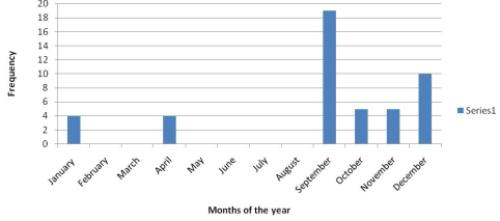 20
18
16
14
12
10
8
6
4
2
0
Frequency
January
February
March
April
May
June
July
August
September
October
November
December
Months of the year
Series1